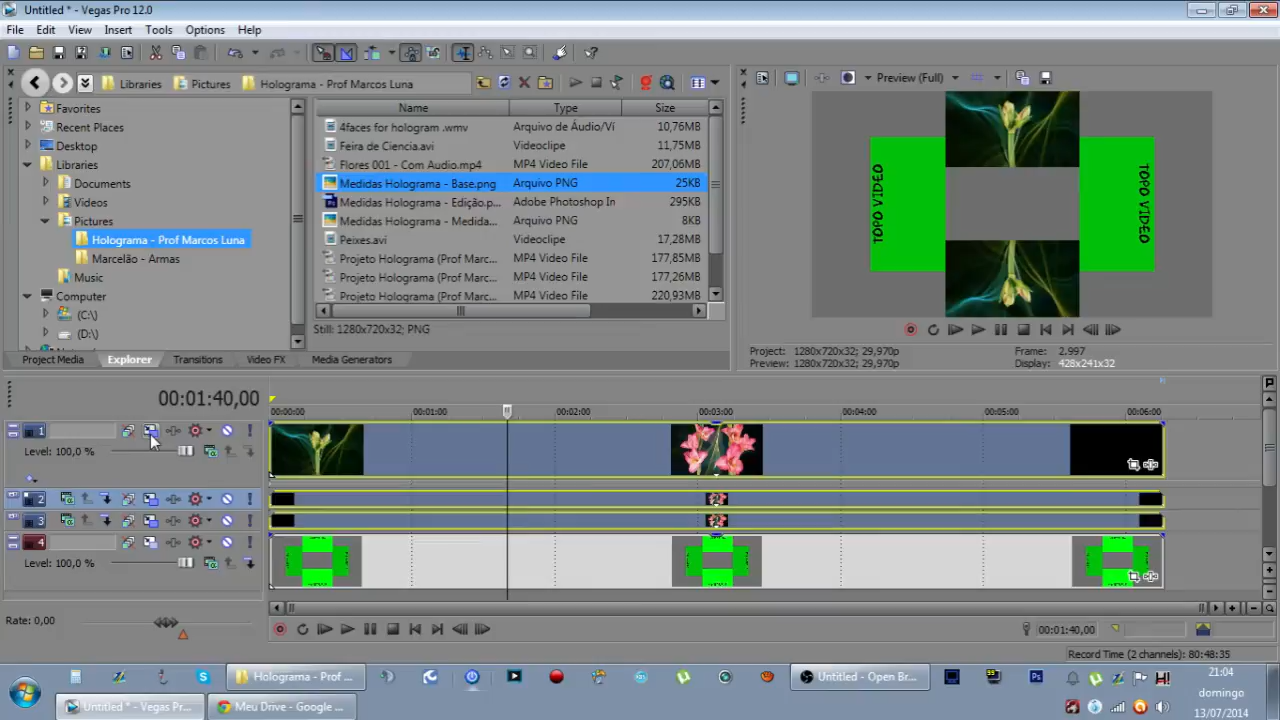 Untitled * - Vegas Pro 12.0
File Edit View Insert Tools Options Help
Libraries Pictures Holograma - Prof Marcos Luna
Preview (Full)
Favorites
Recent Places
Desktop
Libraries
Documents
Videos
Pictures
Holograma - Prof Marcos Luna
Marcelão - Armas
Music
Computer
(C:\)
(D:\)
Name Type Size
4faces for hologram .wmv Arquivo de Áudio/Ví 10,76MB
Feira de Ciencia.avi Videoclipe 11,75MB
Flores 001 - Com Audio.mp4 MP4 Video File 207,06MB
Medidas Holograma - Base.png Arquivo PNG 25KB
Medidas Holograma - Edição.p... Adobe Photoshop In 295KB
Medidas Holograma - Medida... Arquivo PNG 8KB
Peixes.avi Videoclipe 17,28MB
Projeto Holograma (Prof Marc... MP4 Video File 177,85MB
Projeto Holograma (Prof Marc... MP4 Video File 177,26MB
Projeto Holograma (Prof Marc... MP4 Video File 220,93MB
Still: 1280x720x32; PNG
TOPO VIDEO
TOPO VIDEO
Project Media Explorer Transitions Video FX Media Generators
Project: 1280x720x32; 29,970p Frame: 2.997
Preview: 1280x720x32; 29,970p Display: 428x241x32
00:01:40,00
00:00:00 00:01:00 00:02:00 00:03:00 00:04:00 00:05:00 00:06:00
1
Level: 100,0 %
2
3
4
Level: 100,0 %
Rate: 0,00
00:01:40,00
Record Time (2 channels): 80:48:35
Holograma - Prof ...
Untitled - Open Br...
Untitled * - Vegas Pr...
Meu Drive - Google ...
Ps
21:04
domingo
13/07/2014